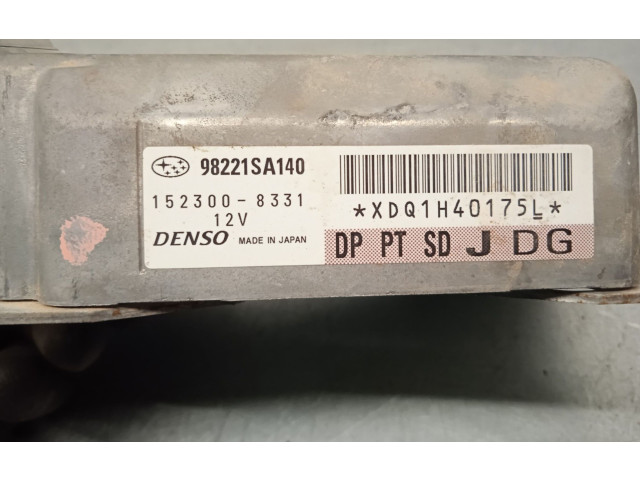 98221SA140
152300-8331
12V
DENSO MADE IN JAPAN
*XDQ1H40175L*
DP PT SD J DG